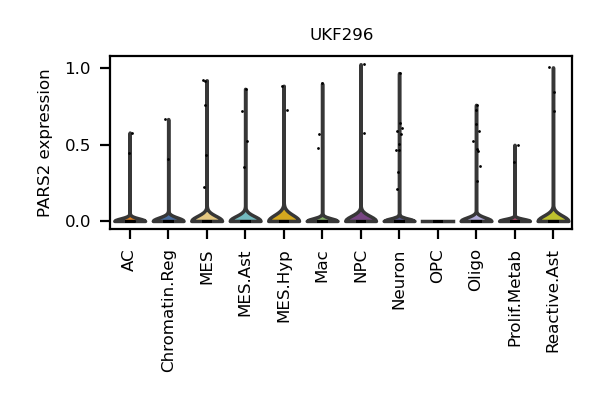 UKF296
PARS2 expression
1.0
0.5
0.0
AC
Chromatin.Reg
MES
MES.Ast
MES.Hyp
Mac
NPC
Neuron
OPC
Oligo
Prolif.Metab
Reactive.Ast